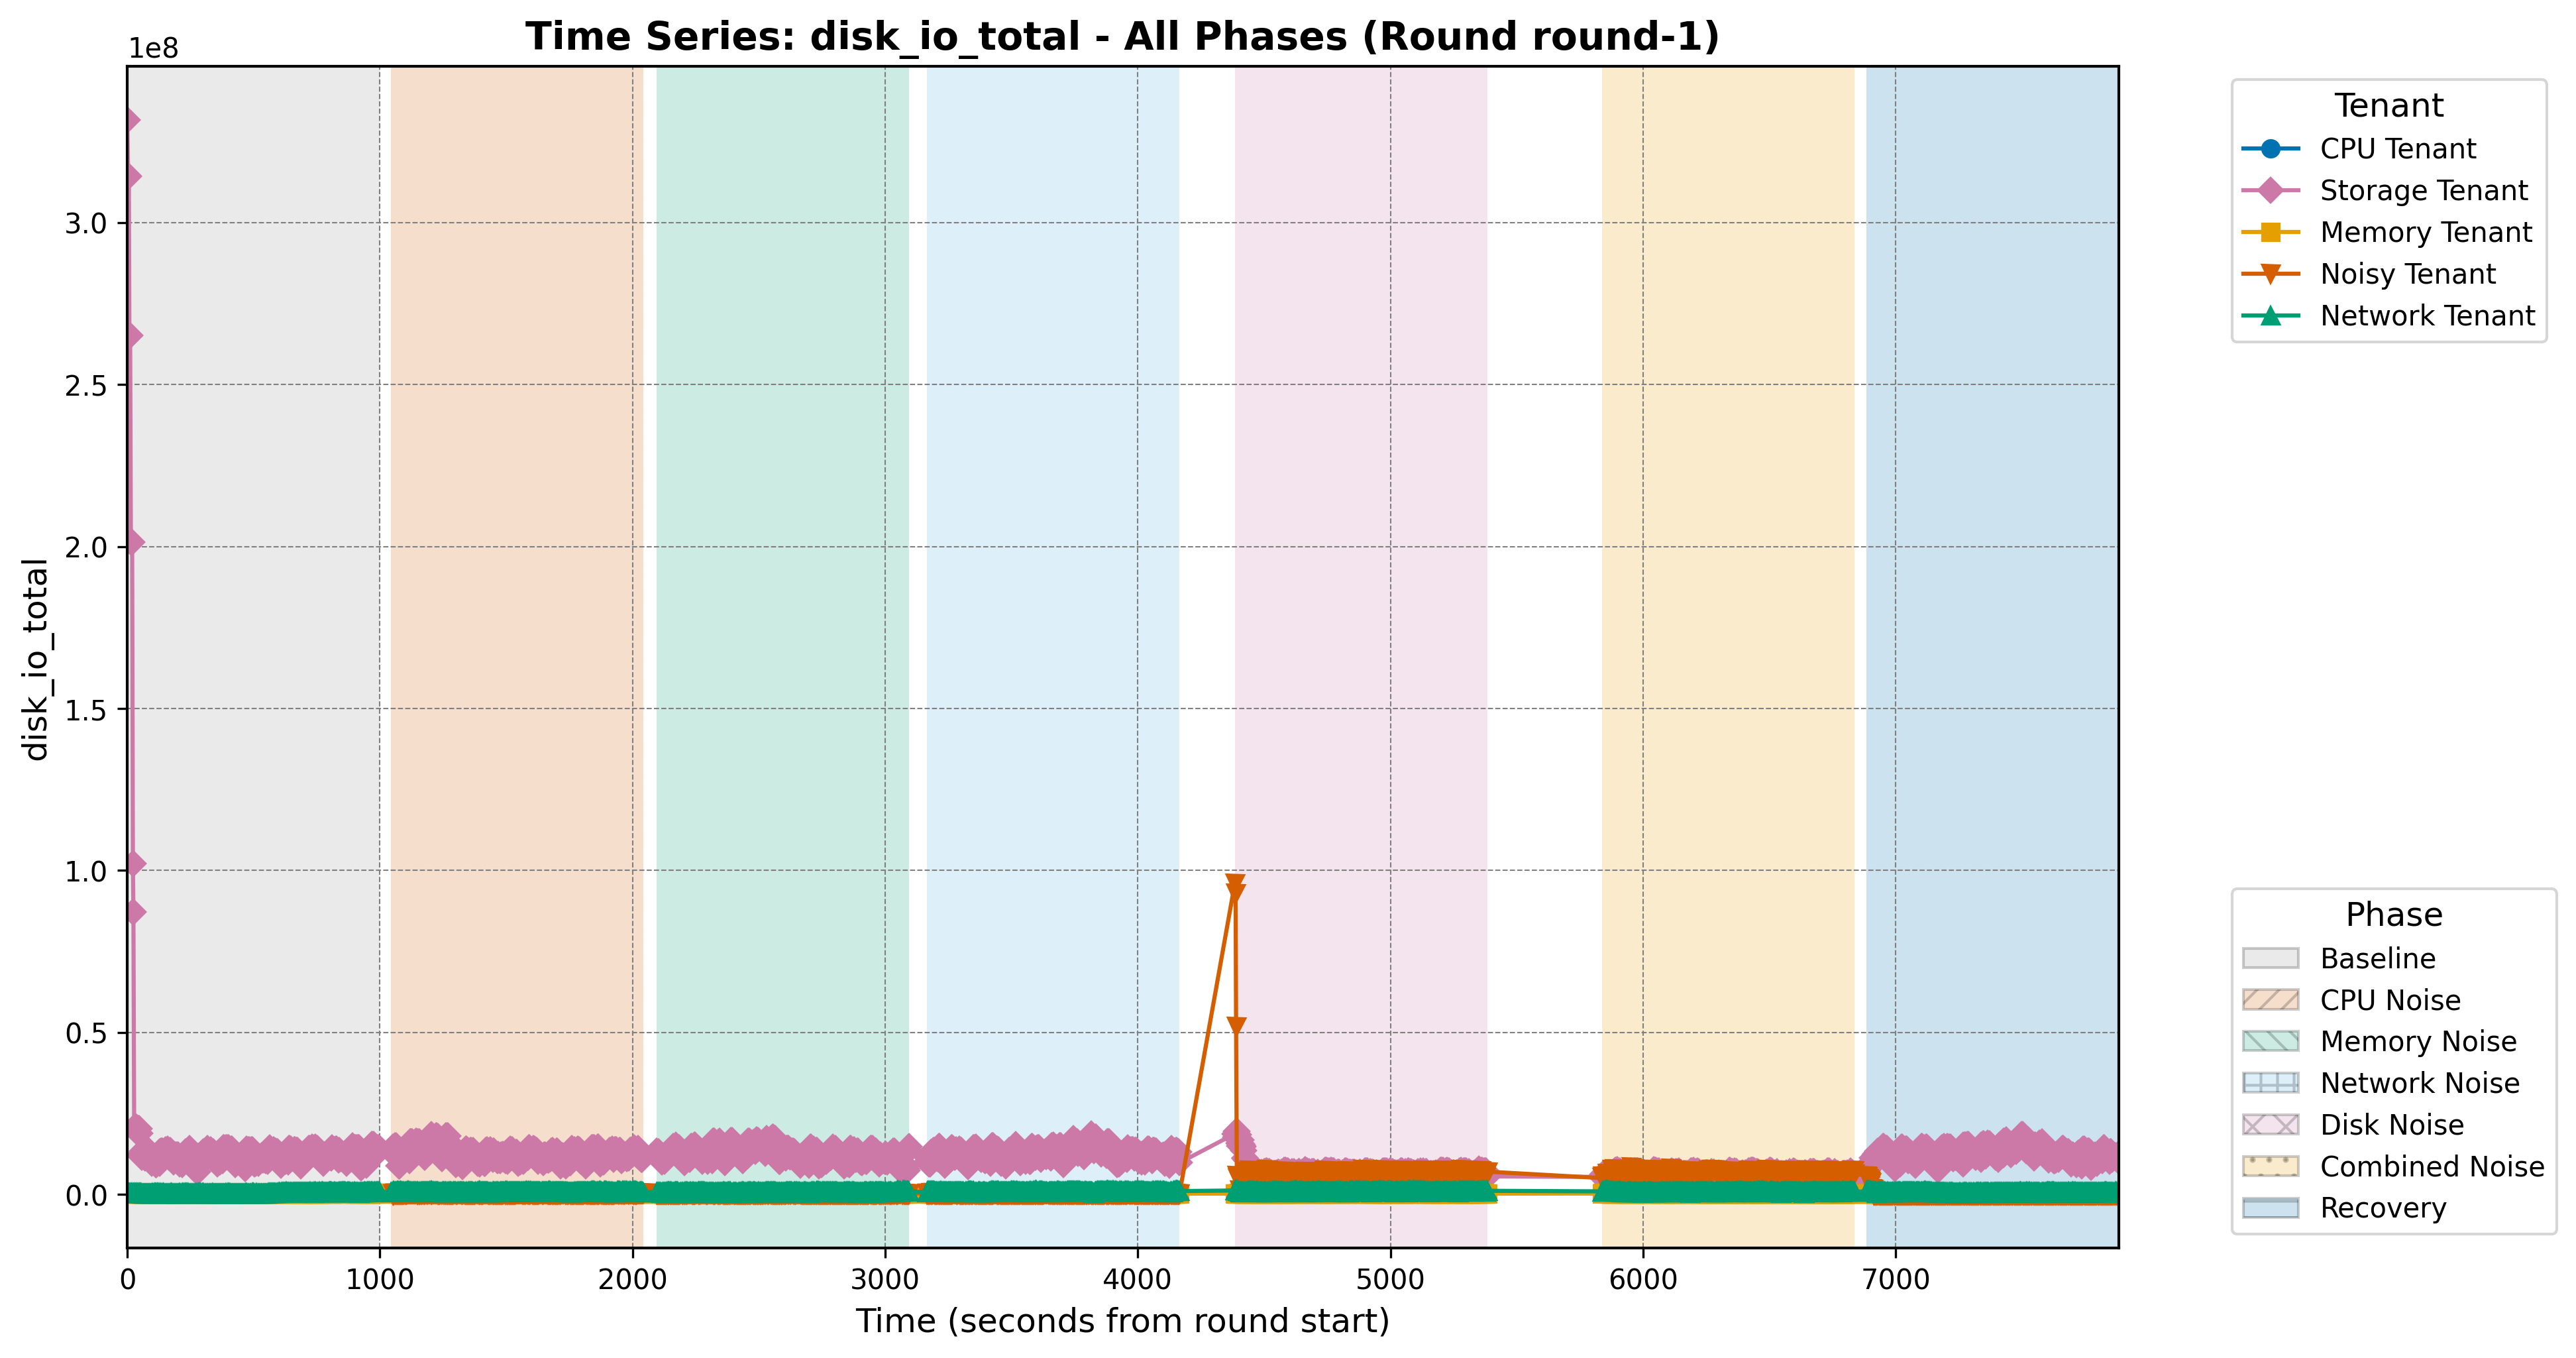 Time Series: disk_io_total - All Phases (Round round-1)
1e8
3.0
2.5
2.0
1.5
1.0
0.5
0.0
disk_io_total
0 1000 2000 3000 4000 5000 6000 7000
Time (seconds from round start)
Tenant
CPU Tenant
Storage Tenant
Memory Tenant
Noisy Tenant
Network Tenant
Phase
Baseline
CPU Noise
Memory Noise
Network Noise
Disk Noise
Combined Noise
Recovery